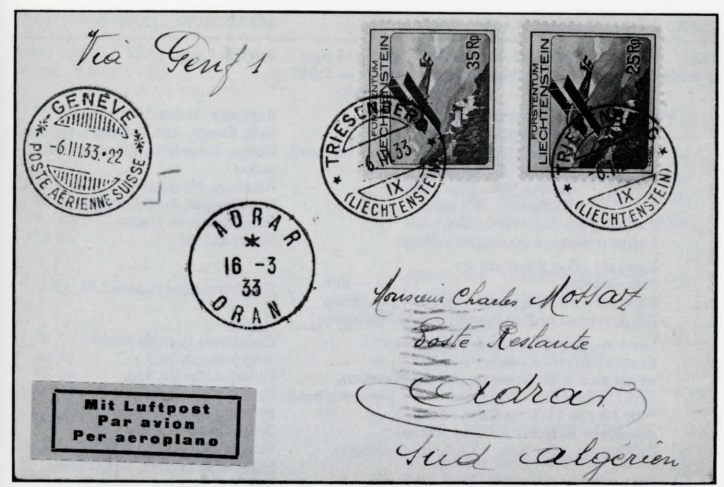 Via Genf 1
FÜRSTENTUM
LIECHTENSTEIN
35 Rp
FÜRSTENTUM
LIECHTENSTEIN
25 Rp
* GENÈVE *
-6.III.33.-22
POSTE AÉRIENNE SUISSE
* TRIESENBERG *
6.III.33
IX
(LIECHTENSTEIN)
IX
(LIECHTENSTEIN)
ADRAR
*
16 -3
33
ORAN
Monsieur Charles
Poste Restante
Adrar
Sud Algérien
Mit Luftpost
Par avion
Per aeroplano